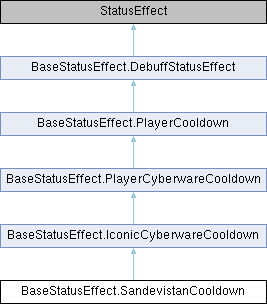 StatusEffect
BaseStatusEffect.DebuffStatusEffect
BaseStatusEffect.PlayerCooldown
BaseStatusEffect.PlayerCyberwareCooldown
BaseStatusEffect.IconicCyberwareCooldown
BaseStatusEffect.SandevistanCooldown